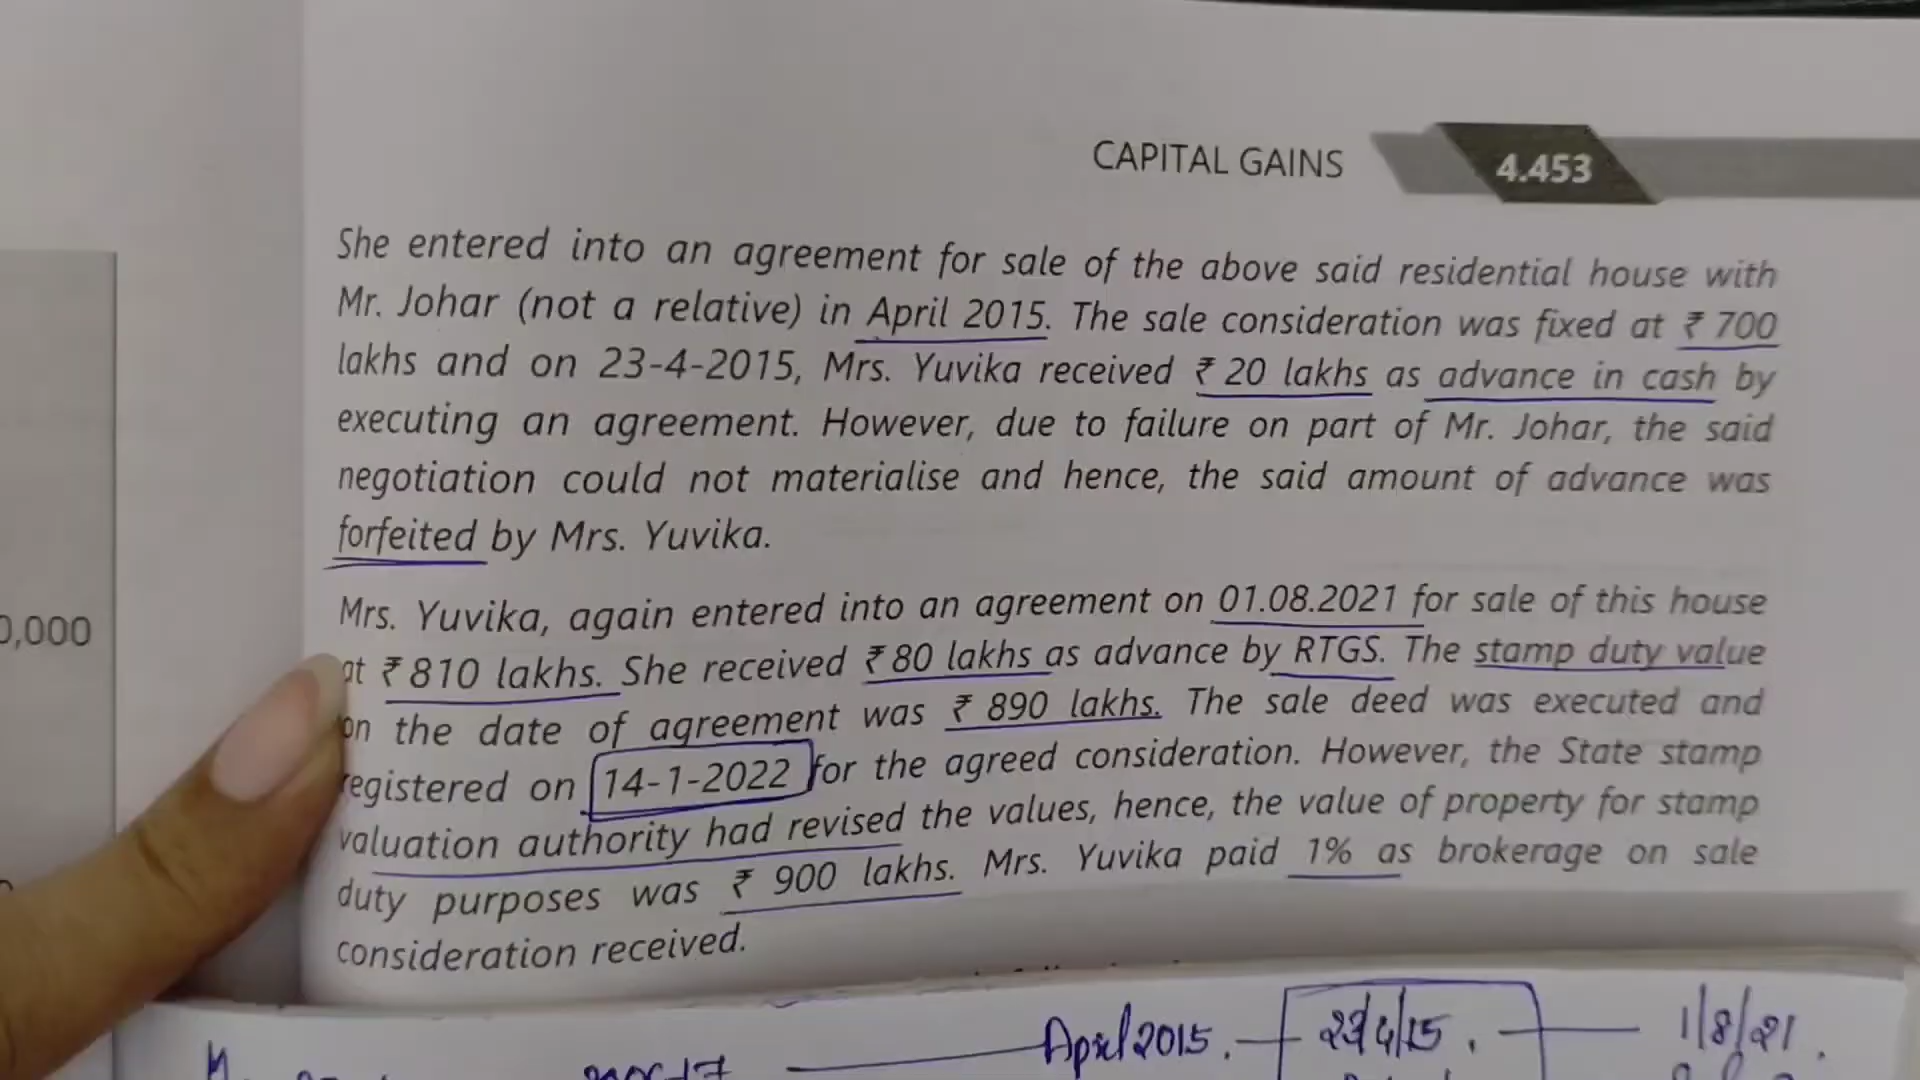 CAPITAL GAINS 4.453
She entered into an agreement for sale of the above said residential house with
Mr. Johar (not a relative) in April 2015. The sale consideration was fixed at ₹ 700
lakhs and on 23-4-2015, Mrs. Yuvika received ₹ 20 lakhs as advance in cash by
executing an agreement. However, due to failure on part of Mr. Johar, the said
negotiation could not materialise and hence, the said amount of advance was
forfeited by Mrs. Yuvika.
0,000
Mrs. Yuvika, again entered into an agreement on 01.08.2021 for sale of this house
at ₹ 810 lakhs. She received ₹ 80 lakhs as advance by RTGS. The stamp duty value
on the date of agreement was ₹ 890 lakhs. The sale deed was executed and
registered on 14-1-2022 for the agreed consideration. However, the State stamp
valuation authority had revised the values, hence, the value of property for stamp
duty purposes was ₹ 900 lakhs. Mrs. Yuvika paid 1% as brokerage on sale
consideration received.
April 2015. 23/4/15. 1/8/21.